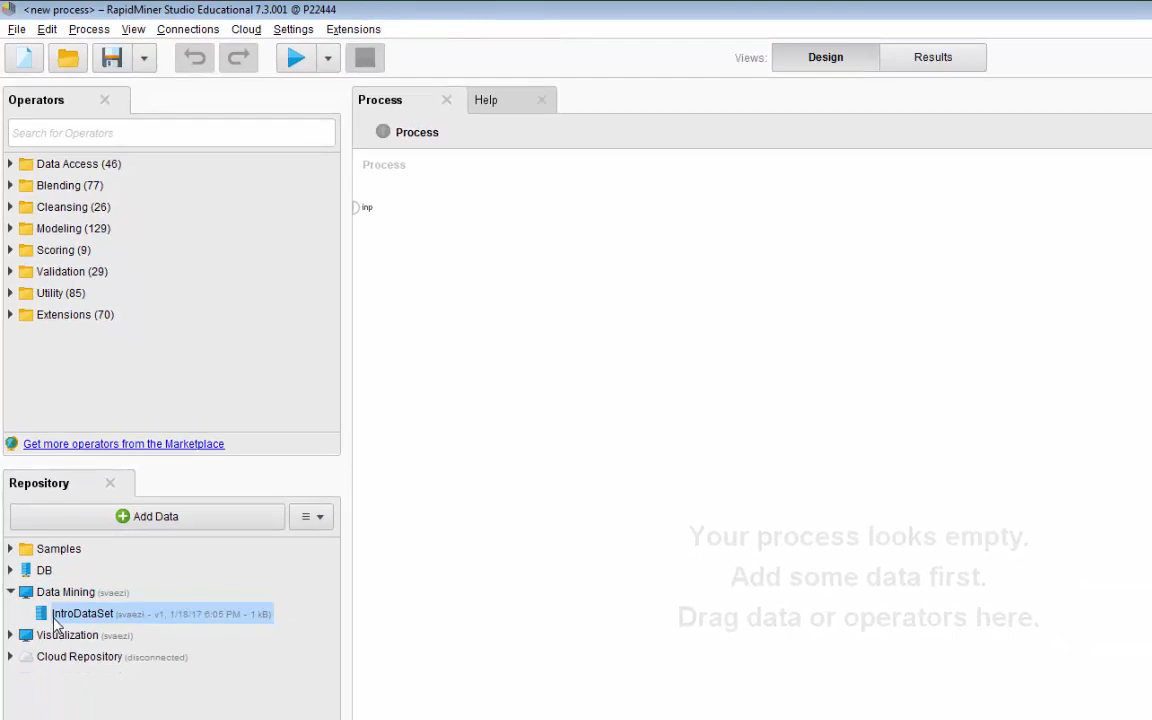 <new process> – RapidMiner Studio Educational 7.3.001 @ P22444
File Edit Process View Connections Cloud Settings Extensions
Views: Design Results
Operators
Process Help
Search for Operators
Process
Process
inp
Data Access (46)
Blending (77)
Cleansing (26)
Modeling (129)
Scoring (9)
Validation (29)
Utility (85)
Extensions (70)
Get more operators from the Marketplace
Repository
Add Data
Samples
DB
Data Mining (svaezi)
IntroDataSet (svaezi – v1, 1/18/17 6:05 PM – 1 kB)
Visualization (svaezi)
Cloud Repository (disconnected)
Your process looks empty.
Add some data first.
Drag data or operators here.